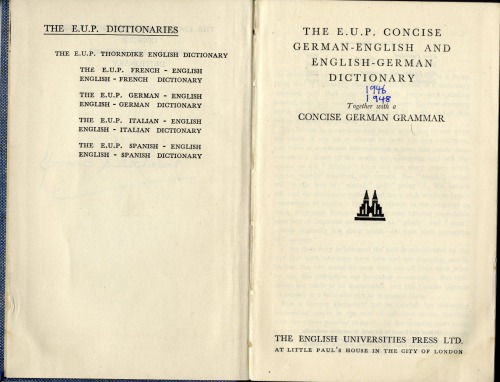 THE E.U.P. DICTIONARIES
THE E.U.P. THORNDIKE ENGLISH DICTIONARY
THE E.U.P. FRENCH - ENGLISH
ENGLISH - FRENCH DICTIONARY
THE E.U.P. GERMAN - ENGLISH
ENGLISH - GERMAN DICTIONARY
THE E.U.P. ITALIAN - ENGLISH
ENGLISH - ITALIAN DICTIONARY
THE E.U.P. SPANISH - ENGLISH
ENGLISH - SPANISH DICTIONARY
THE E.U.P. CONCISE
GERMAN-ENGLISH AND
ENGLISH-GERMAN
DICTIONARY
1946
1948
Together with a
CONCISE GERMAN GRAMMAR
THE ENGLISH UNIVERSITIES PRESS LTD.
AT LITTLE PAUL'S HOUSE IN THE CITY OF LONDON